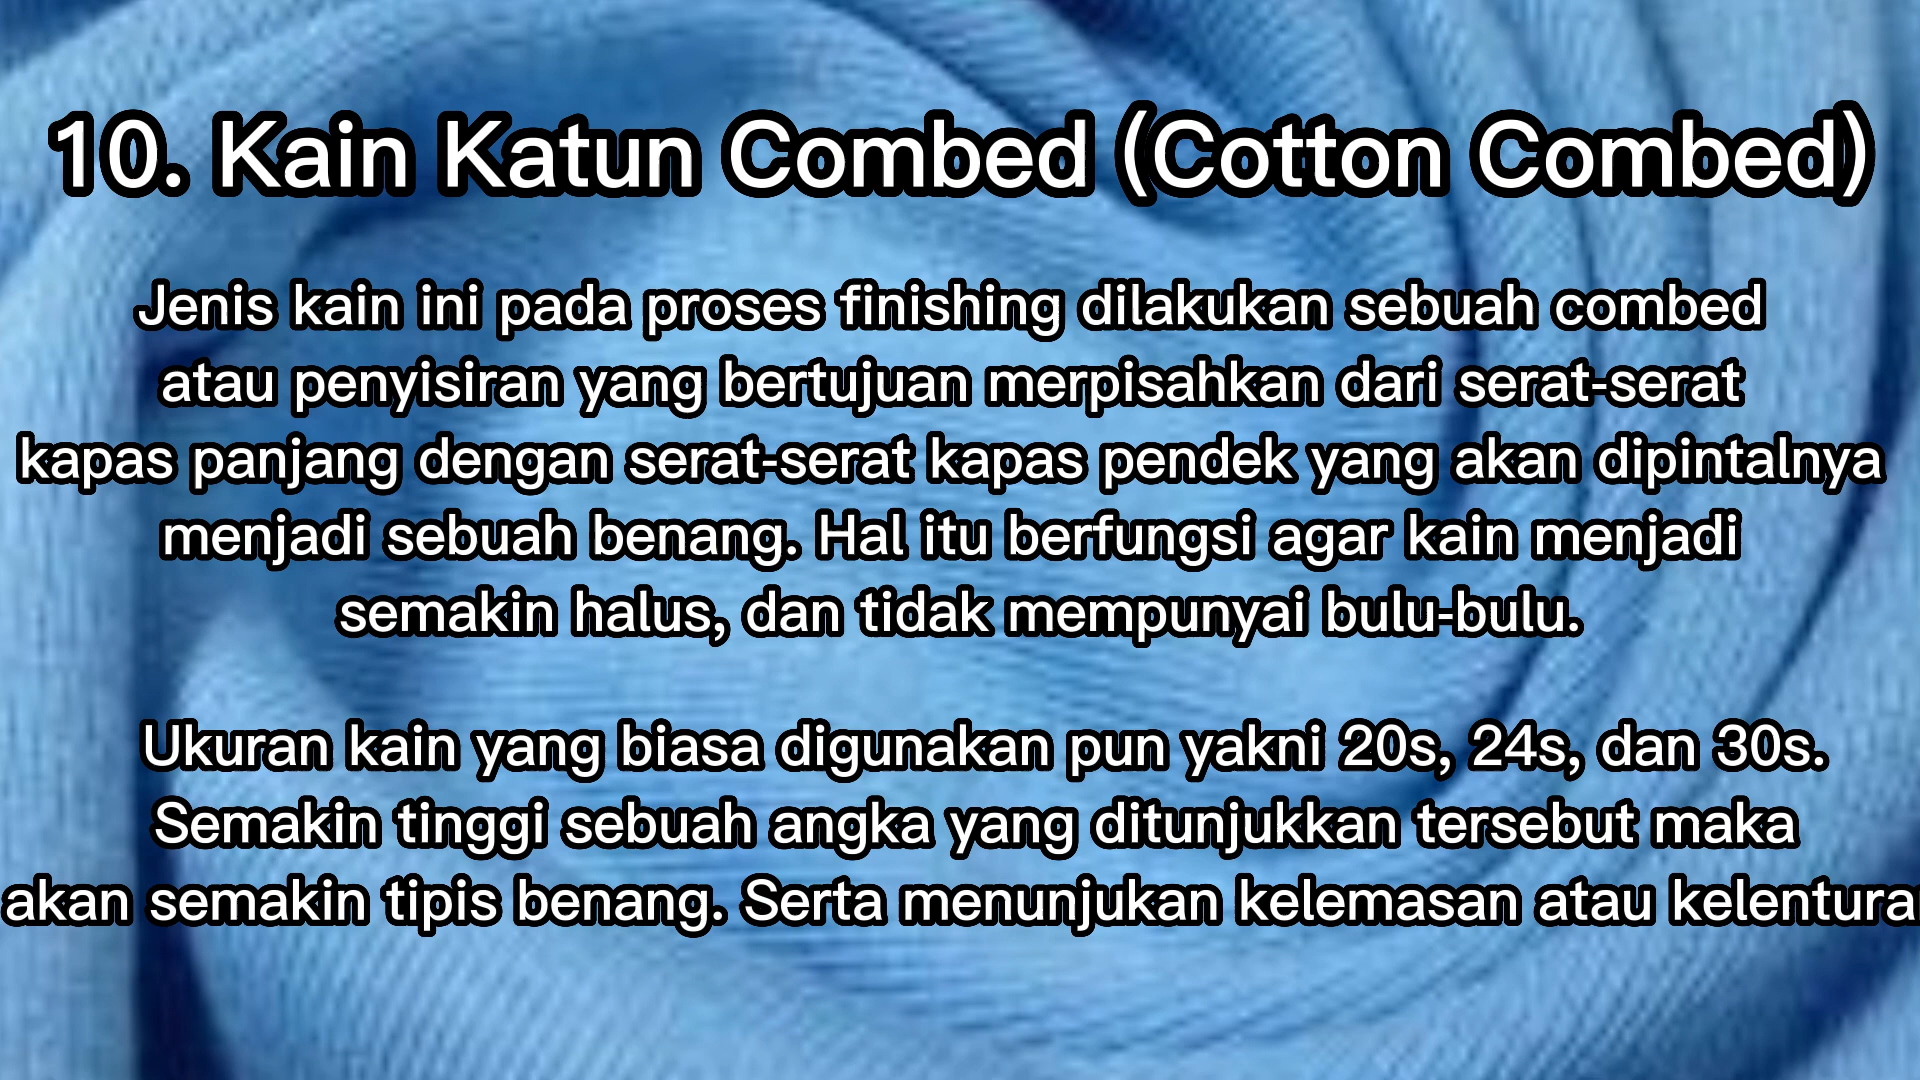 10. Kain Katun Combed (Cotton Combed)
Jenis kain ini pada proses finishing dilakukan sebuah combed
atau penyisiran yang bertujuan merpisahkan dari serat-serat
kapas panjang dengan serat-serat kapas pendek yang akan dipintalnya
menjadi sebuah benang. Hal itu berfungsi agar kain menjadi
semakin halus, dan tidak mempunyai bulu-bulu.
Ukuran kain yang biasa digunakan pun yakni 20s, 24s, dan 30s.
Semakin tinggi sebuah angka yang ditunjukkan tersebut maka
akan semakin tipis benang. Serta menunjukan kelemasan atau